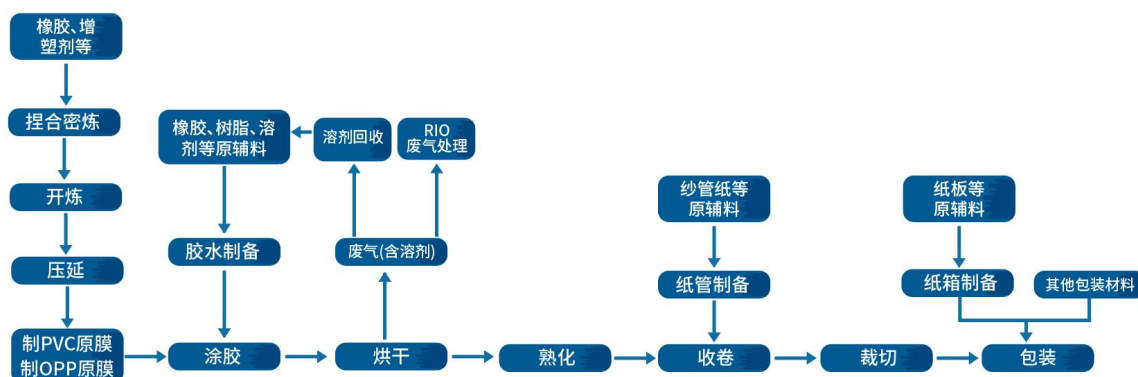 橡胶、增
塑剂等
捏合密炼
开炼
压延
制PVC原膜
制OPP原膜
橡胶、树脂、溶
剂等原辅料
胶水制备
涂胶
溶剂回收
RIO
废气处理
废气(含溶剂)
烘干
熟化
纱管纸等
原辅料
纸管制备
收卷
裁切
纸板等
原辅料
纸箱制备
其他包装材料
包装